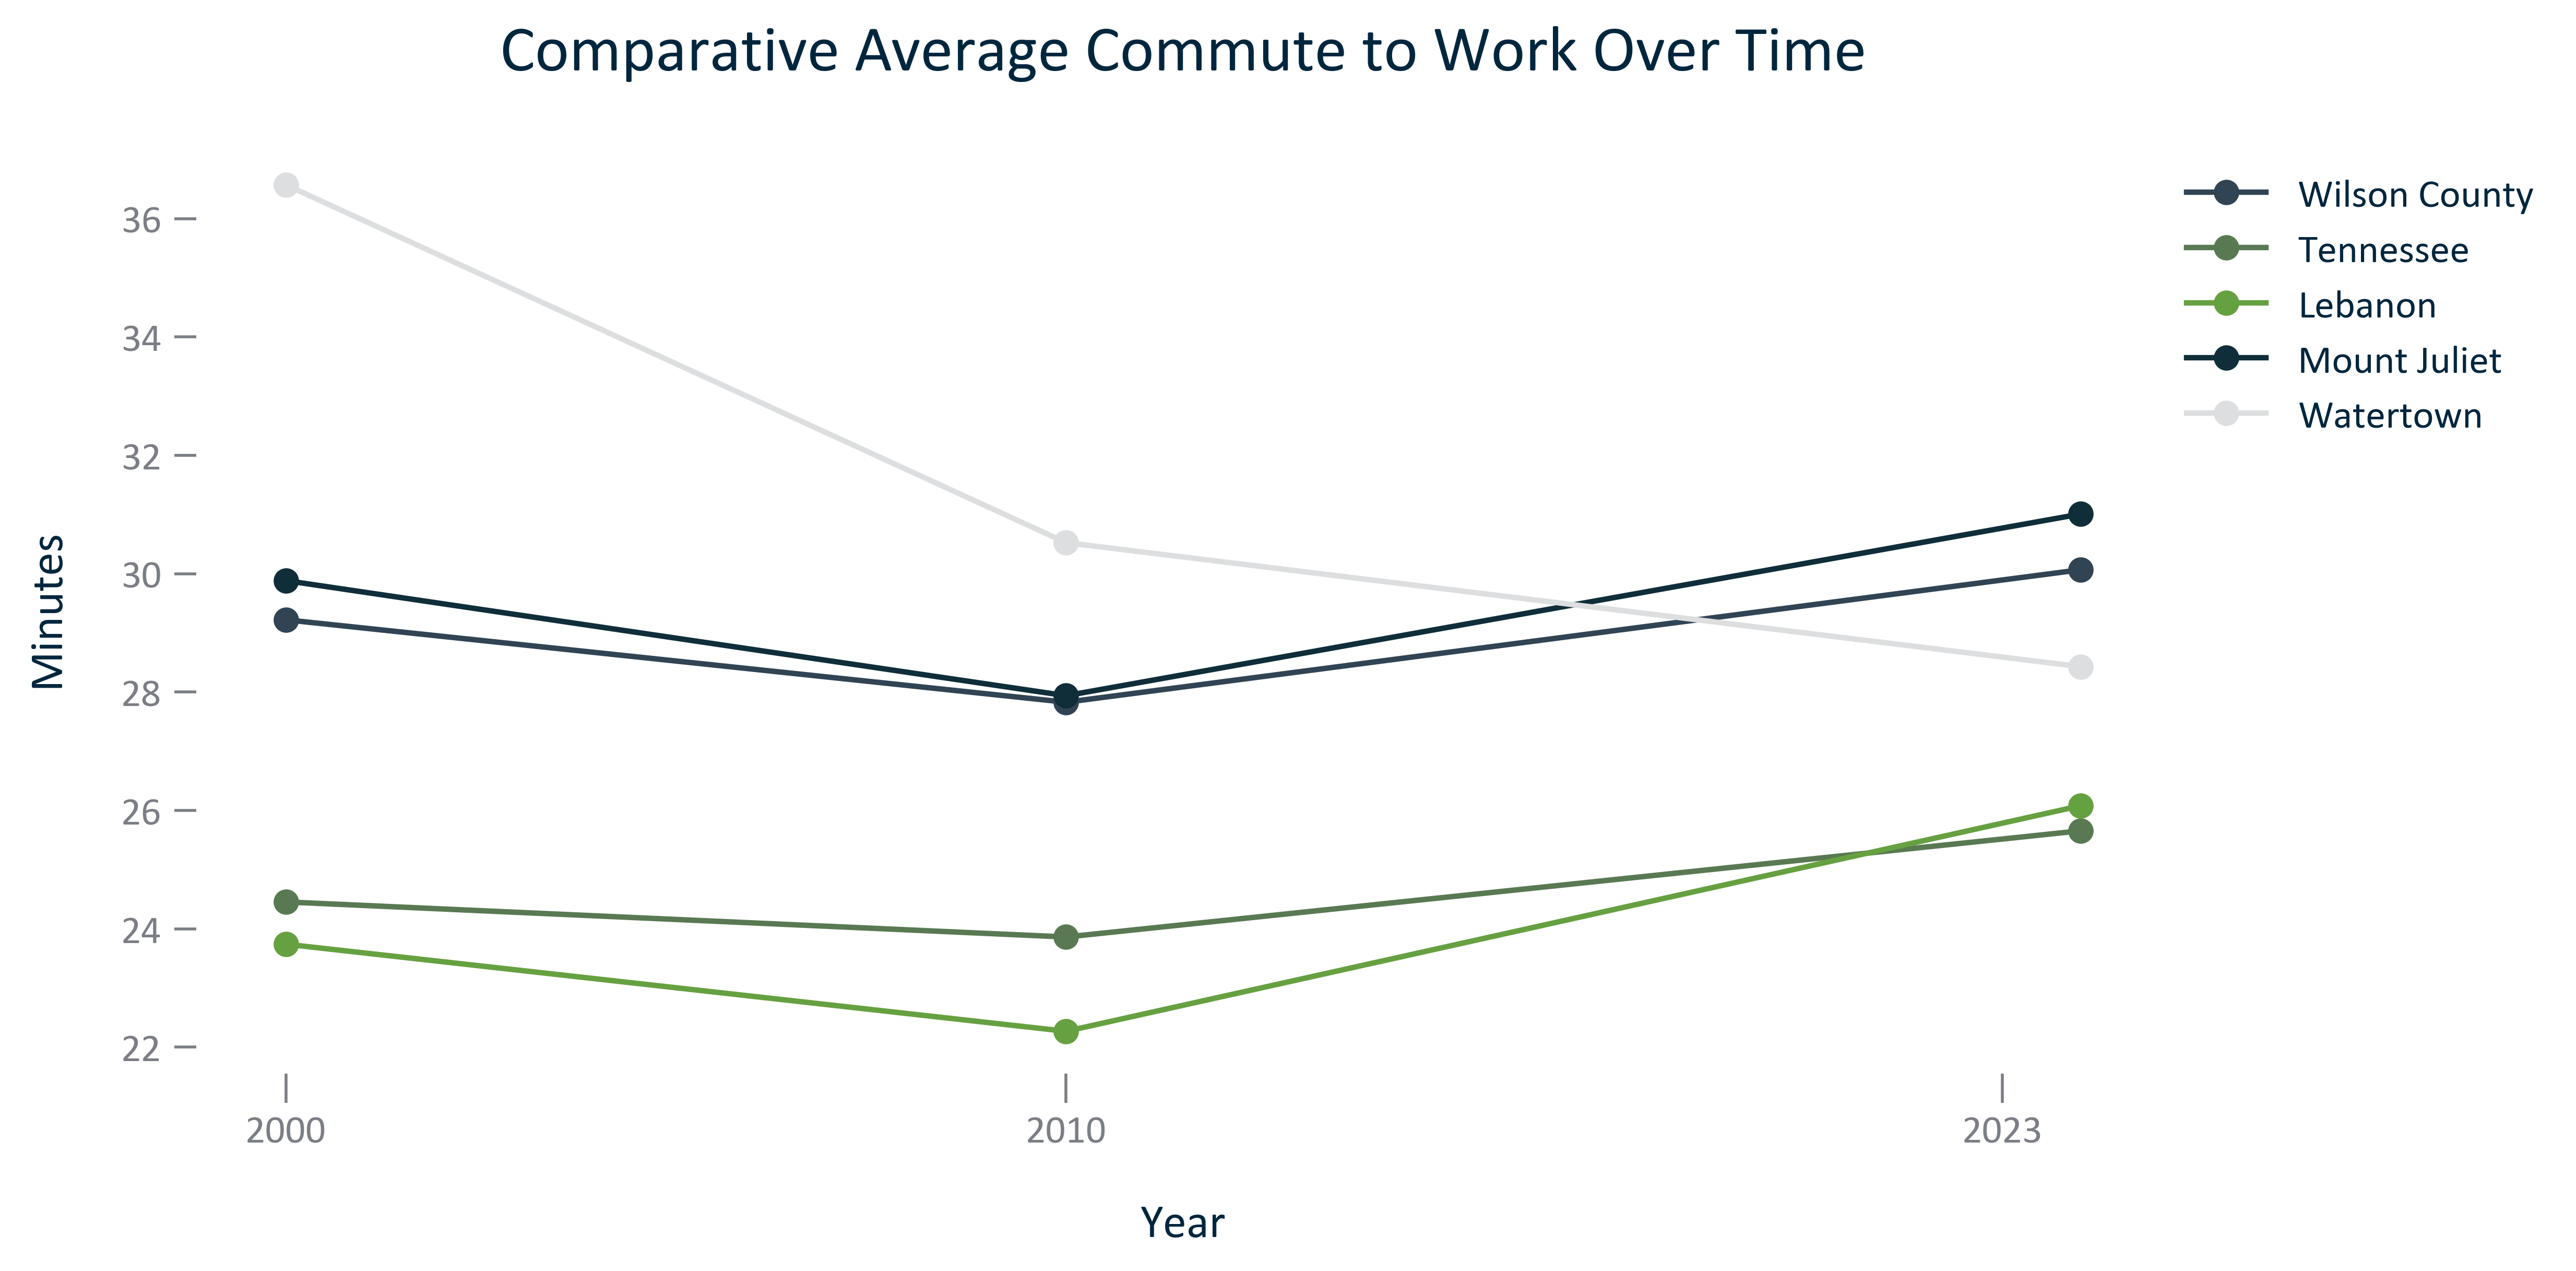 Comparative Average Commute to Work Over Time
Wilson County
Tennessee
Lebanon
Mount Juliet
Watertown
Minutes
36
34
32
30
28
26
24
22
2000
2010
2023
Year